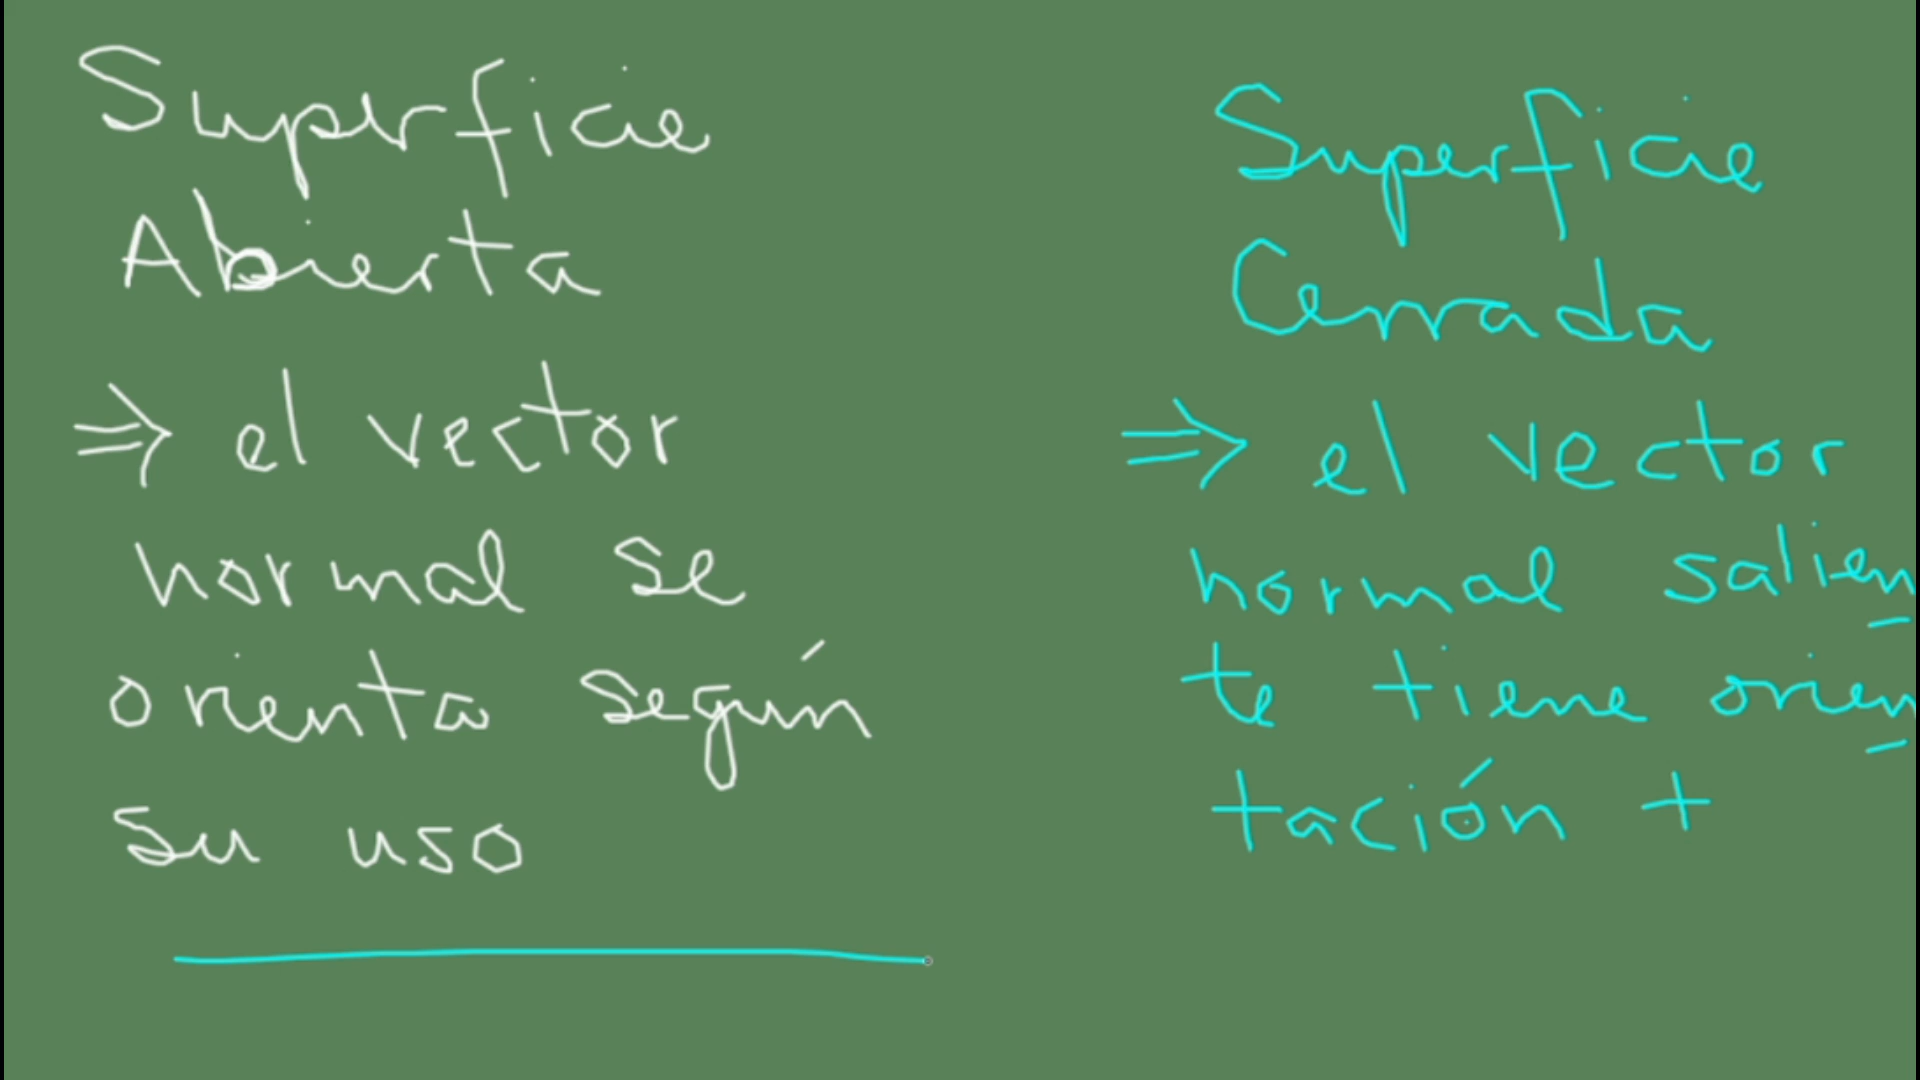 Superficie
Abierta
⇒ el vector
normal se
orienta según
su uso
Superficie
Cerrada
⇒ el vector
normal salien
te tiene orien
tación +